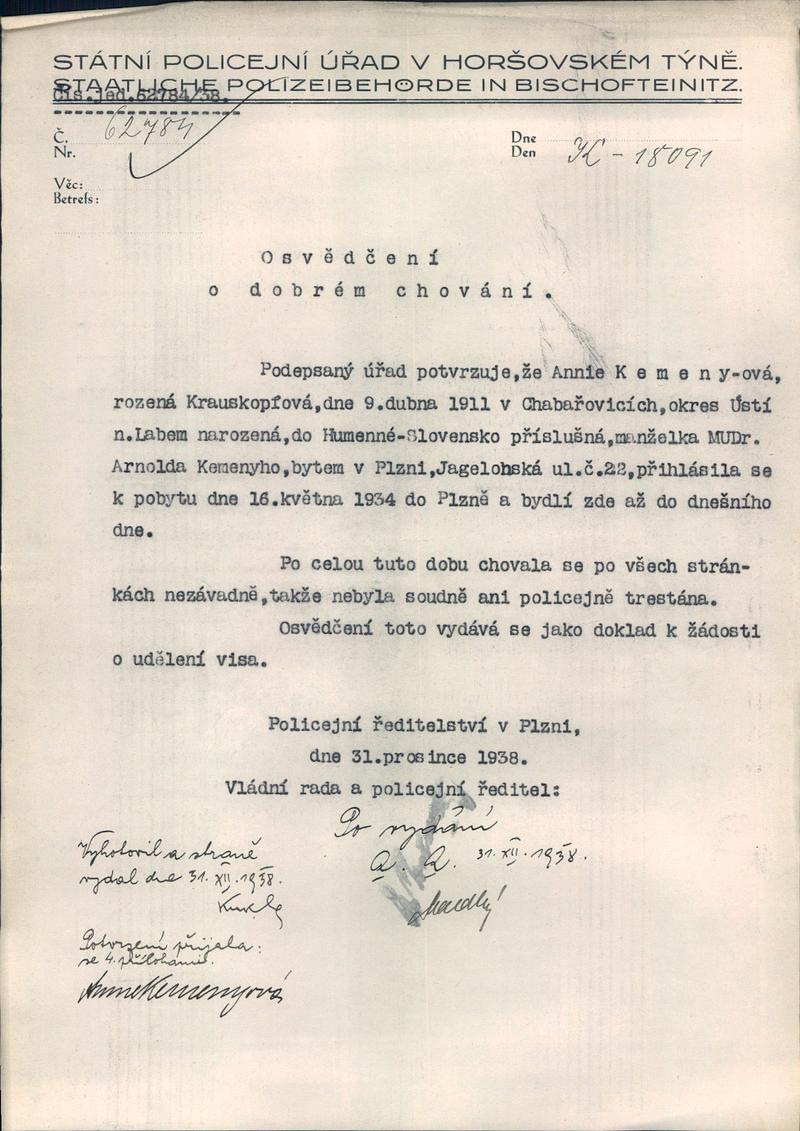 STÁTNÍ POLICEJNÍ ÚŘAD V HORŠOVSKÉM TÝNĚ.
STAATLICHE POLIZEIBEHÖRDE IN BISCHOFTEINITZ.
Čís.jed.62784/38.
Č. 62784
Nr.
Dne
Den K - 18091
Věc:
Betrefs:
Osvědčení
o dobrém chování.
Podepsaný úřad potvrzuje,že Annie K e m e n y-ová,
rozená Krauskopfová,dne 9.dubna 1911 v Chabařovicích,okres Ústí
n.Labem narozená,do Humenné-Slovensko příslušná,manželka MUDr.
Arnolda Kemenyho,bytem v Plzni,Jagelonská ul.č.22,přihlásila se
k pobytu dne 16.května 1934 do Plzně a bydlí zde až do dnešního
dne.
Po celou tuto dobu chovala se po všech strán-
kách nezávadně,takže nebyla soudně ani policejně trestána.
Osvědčení toto vydává se jako doklad k žádosti
o udělení visa.
Policejní ředitelství v Plzni,
dne 31.prosince 1938.
Vládní rada a policejní ředitel:
Po vydání
a. a. 31.XII.1938.
Vyhotovil a straně
vydal dne 31.XII.1938.
Potvrzení přijala:
se 4. přílohami.
Annie Kemenyová